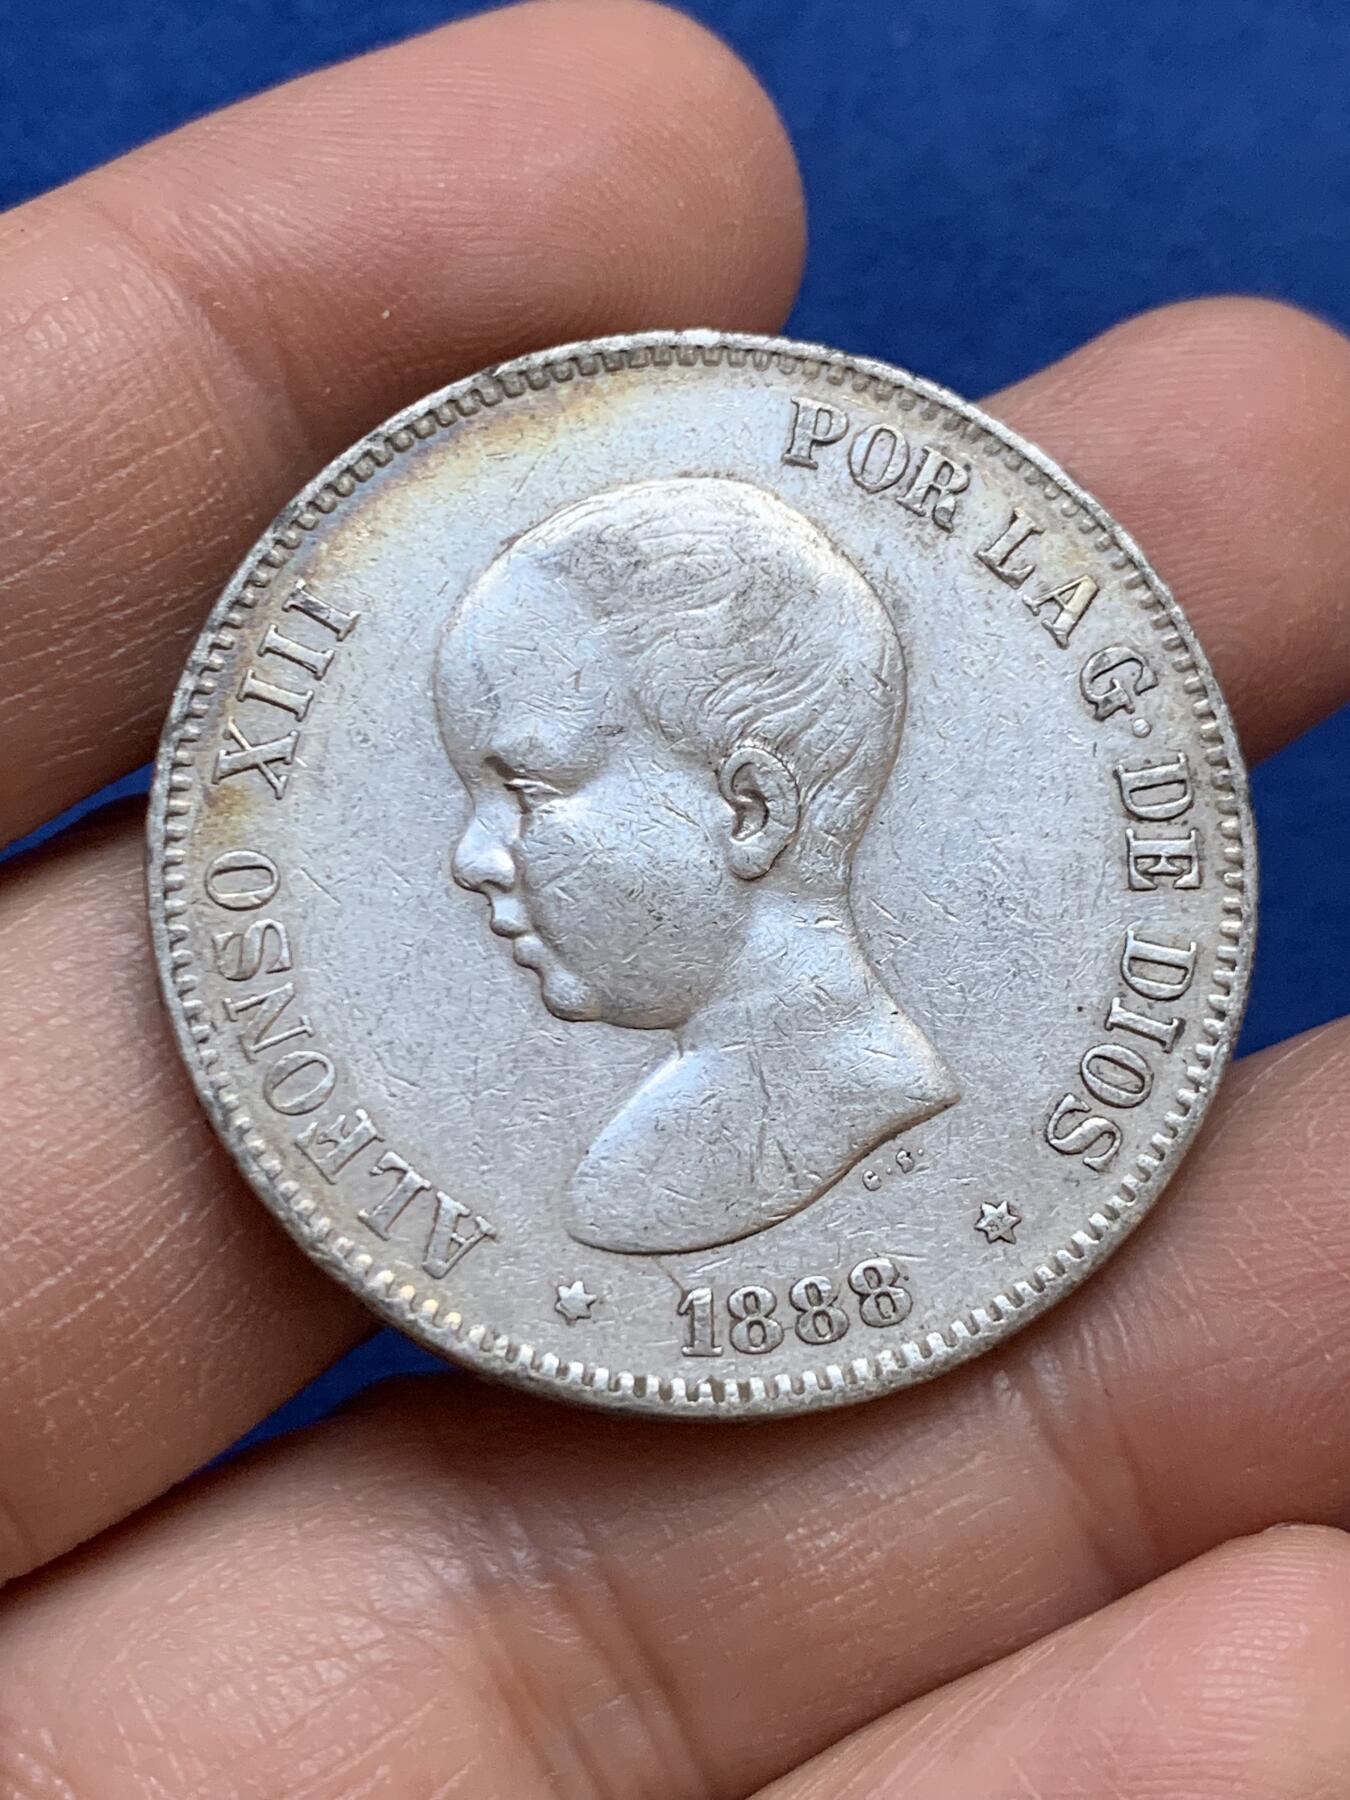 ALFONSO XIII POR LA G. DE DIOS
G. S.
* 1888 *